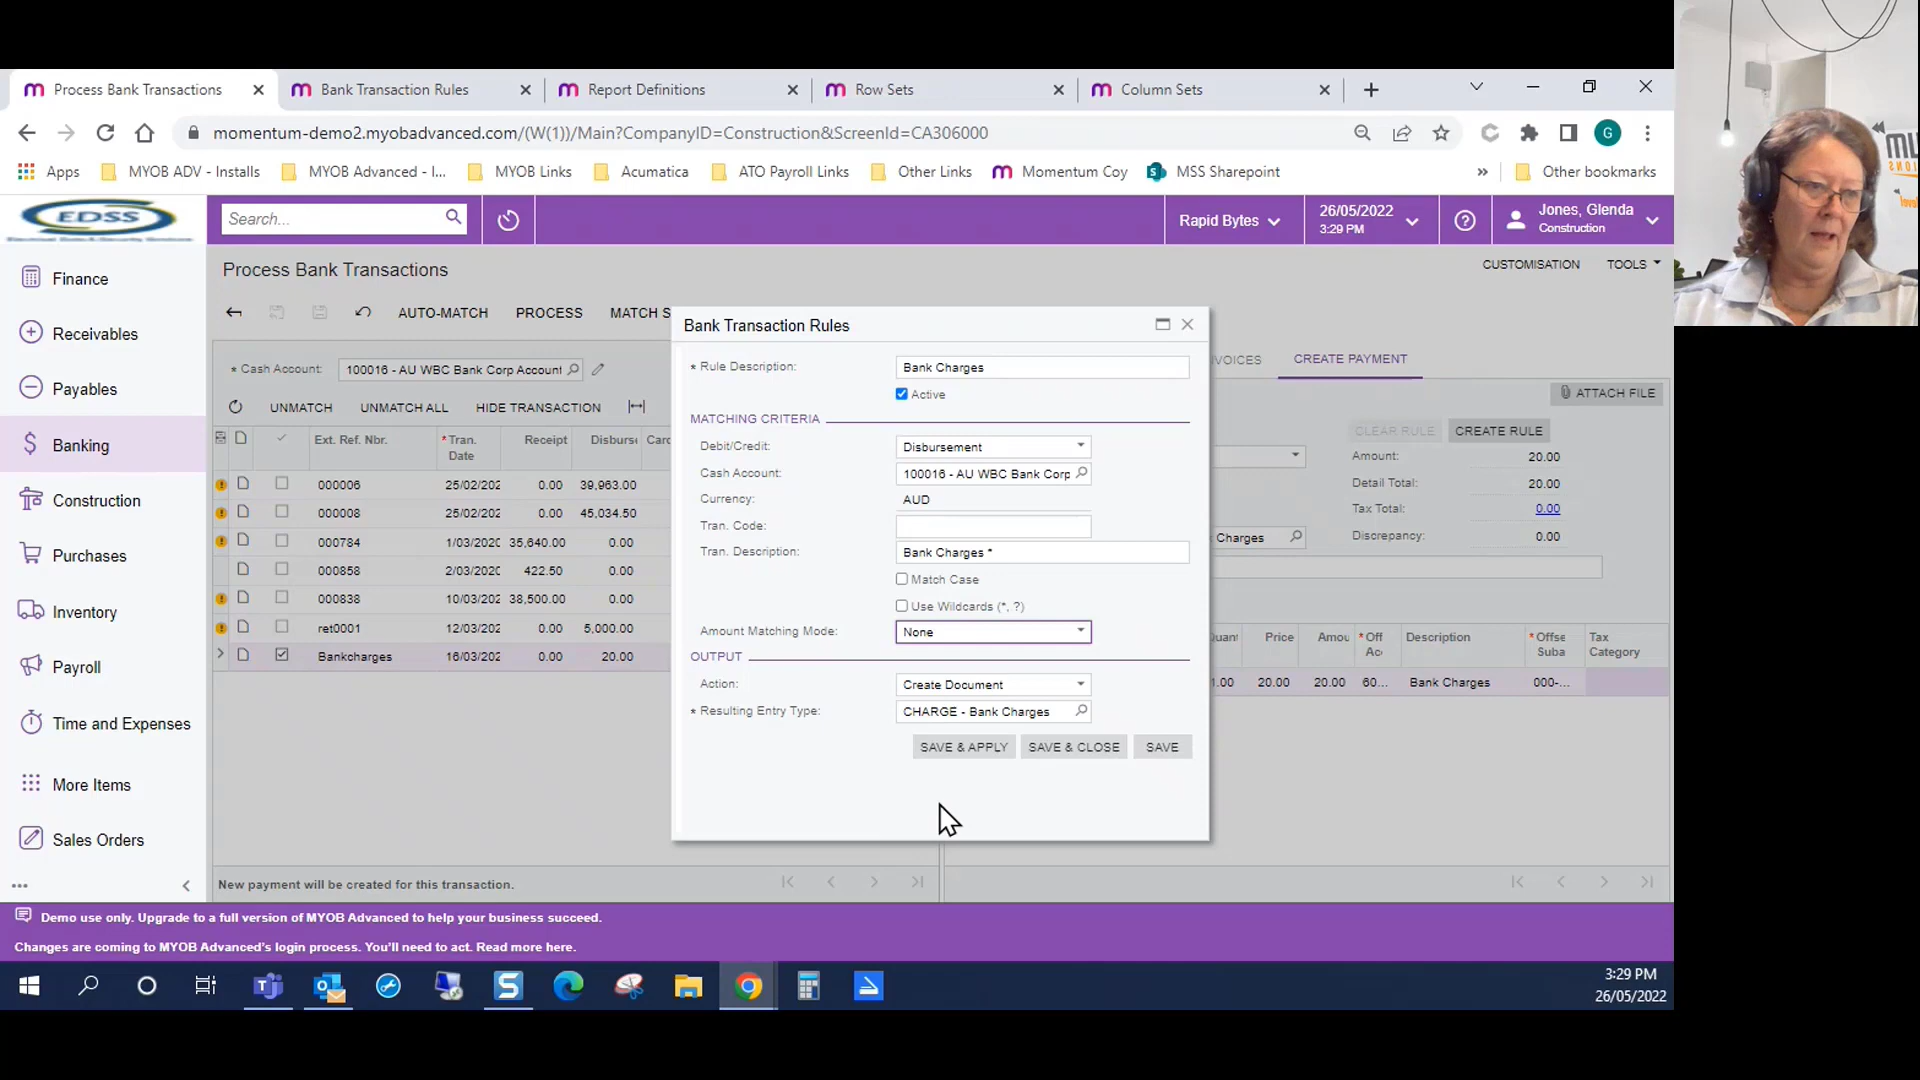 Process Bank Transactions
Bank Transaction Rules
Report Definitions
Row Sets
Column Sets
momentum-demo2.myobadvanced.com/(W(1))/Main?CompanyID=Construction&ScreenId=CA306000
G
Apps
MYOB ADV - Installs
MYOB Advanced - I...
MYOB Links
Acumatica
ATO Payroll Links
Other Links
Momentum Coy
MSS Sharepoint
»
Other bookmarks
EDSS
Search...
Rapid Bytes
26/05/2022
3:29 PM
Jones, Glenda
Construction
Finance
Receivables
Payables
Banking
Construction
Purchases
Inventory
Payroll
Time and Expenses
More Items
Sales Orders
Process Bank Transactions
CUSTOMISATION
TOOLS
AUTO-MATCH
PROCESS
MATCH S
* Cash Account:
100016 - AU WBC Bank Corp Account
UNMATCH
UNMATCH ALL
HIDE TRANSACTION
Ext. Ref. Nbr.
* Tran. Date
Receipt
Disburse
Card
000006 25/02/202 0.00 39,963.00
000008 25/02/202 0.00 45,034.50
000784 1/03/2020 35,640.00 0.00
000858 2/03/2020 422.50 0.00
000838 10/03/202 38,500.00 0.00
ret0001 12/03/202 0.00 5,000.00
Bankcharges 16/03/202 0.00 20.00
New payment will be created for this transaction.
Bank Transaction Rules
* Rule Description:
Bank Charges
Active
MATCHING CRITERIA
Debit/Credit:
Disbursement
Cash Account:
100016 - AU WBC Bank Corp
Currency:
AUD
Tran. Code:
Tran. Description:
Bank Charges *
Match Case
Use Wildcards (*, ?)
Amount Matching Mode:
None
OUTPUT
Action:
Create Document
* Resulting Entry Type:
CHARGE - Bank Charges
SAVE & APPLY
SAVE & CLOSE
SAVE
VOICES
CREATE PAYMENT
ATTACH FILE
CLEAR RULE
CREATE RULE
Amount: 20.00
Detail Total: 20.00
Tax Total: 0.00
Charges
Discrepancy: 0.00
Quant
Price
Amou
* Off Acc
Description
* Offse Suba
Tax Category
1.00 20.00 20.00 60... Bank Charges 000-...
Demo use only. Upgrade to a full version of MYOB Advanced to help your business succeed.
Changes are coming to MYOB Advanced's login process. You'll need to act. Read more here.
3:29 PM
26/05/2022